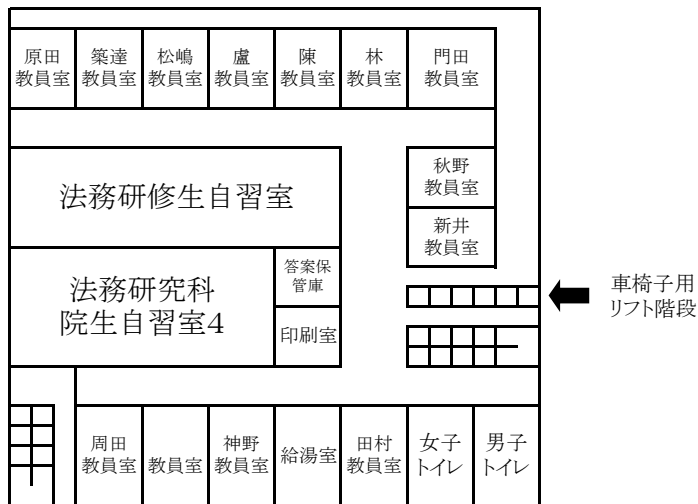 原田
教員室
築達
教員室
松嶋
教員室
盧
教員室
陳
教員室
林
教員室
門田
教員室
法務研修生自習室
秋野
教員室
新井
教員室
法務研究科
院生自習室4
答案保
管庫
印刷室
車椅子用
リフト階段
周田
教員室
教員室
神野
教員室
給湯室
田村
教員室
女子
トイレ
男子
トイレ